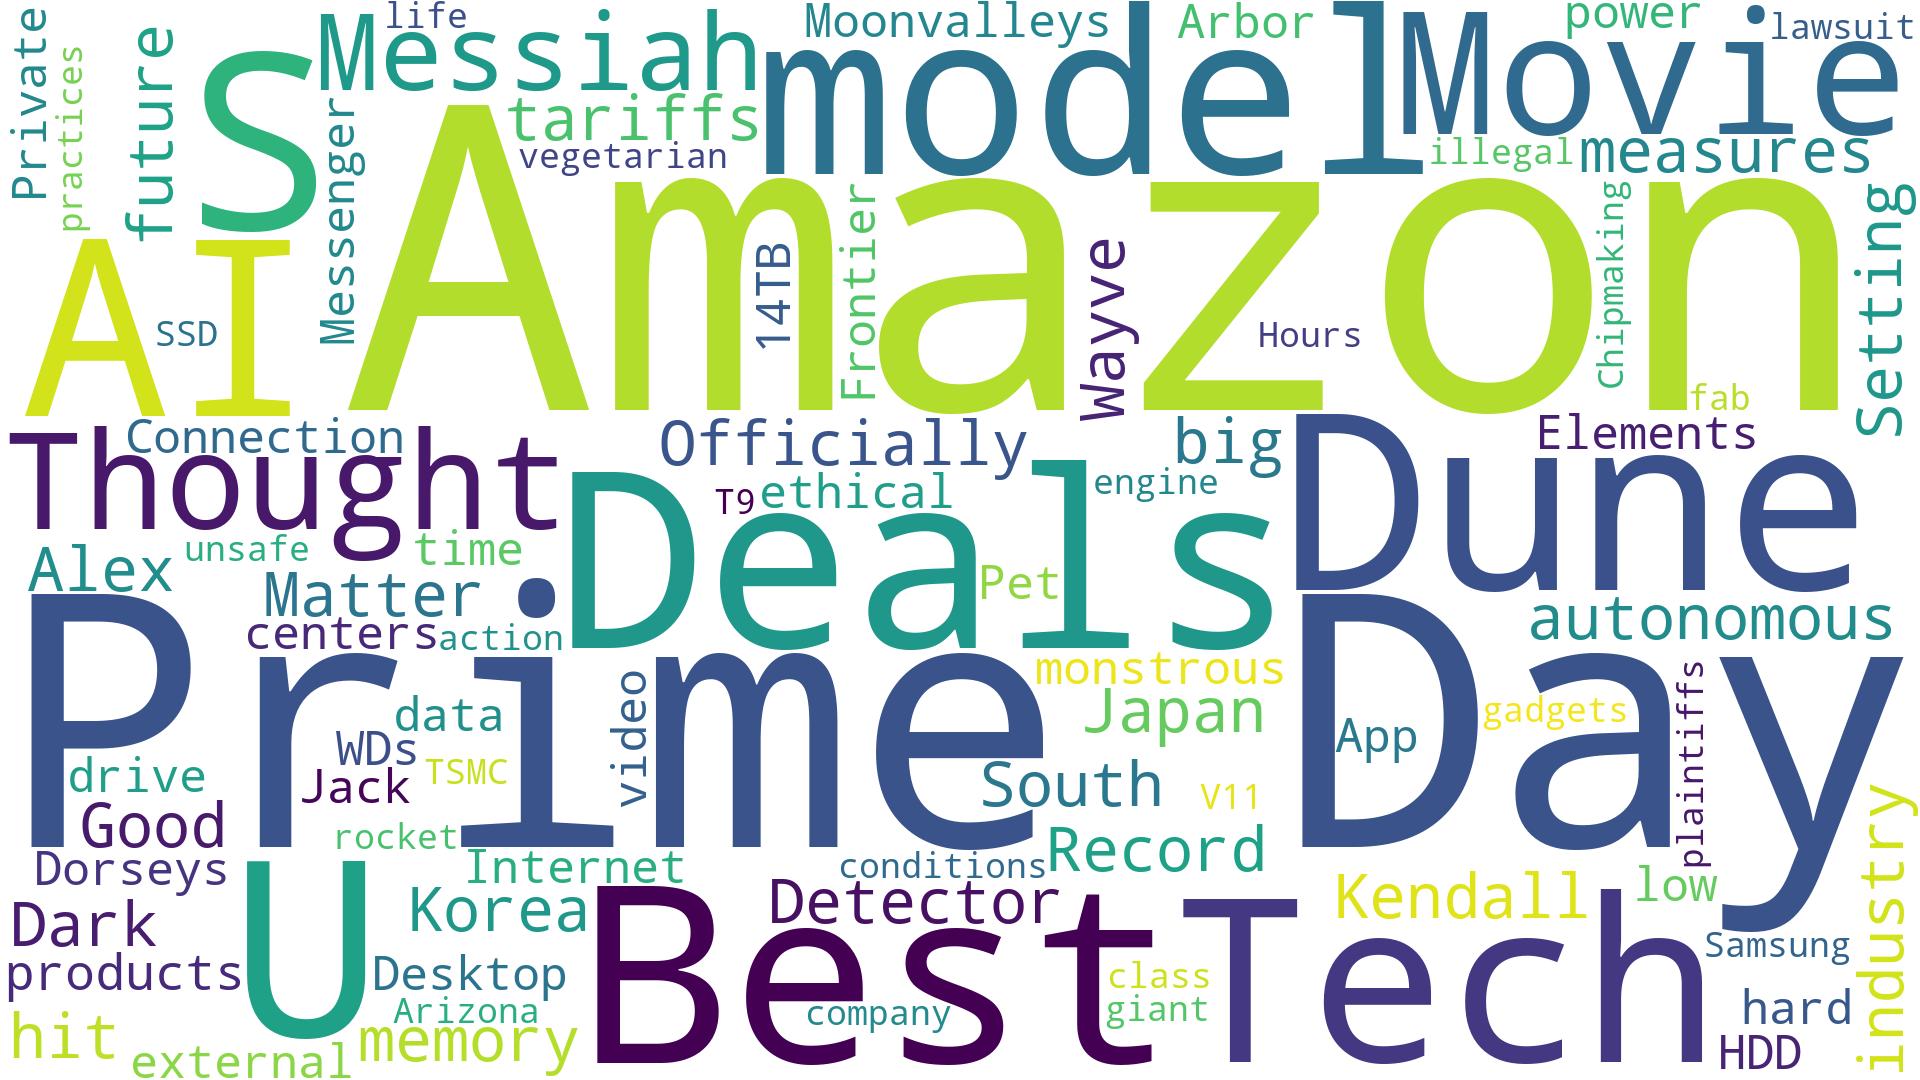 Private
practices
future
S
life
Messiah
Messenger
tariffs
vegetarian
Moonvalleys
model
Arbor
Movie
power
lawsuit
illegal
measures
AI
SSD
Amazon
14TB
Frontier
Wayve
Hours
Chipmaking
fab
Setting
Connection
Thought
Officially
big
Elements
Dune
T9
ethical
engine
Deals
Pet
unsafe
time
Alex
Matter
centers
action
autonomous
Prime
monstrous
Japan
Day
gadgets
App
plaintiffs
data
WDs
video
drive
Jack
TSMC
South
V11
Good
rocket
Dorseys
Internet
conditions
Record
Kendall
low
industry
Dark
U
Korea
Detector
Best
Tech
products
Desktop
class
Samsung
Arizona
company
giant
hard
hit
memory
external
HDD